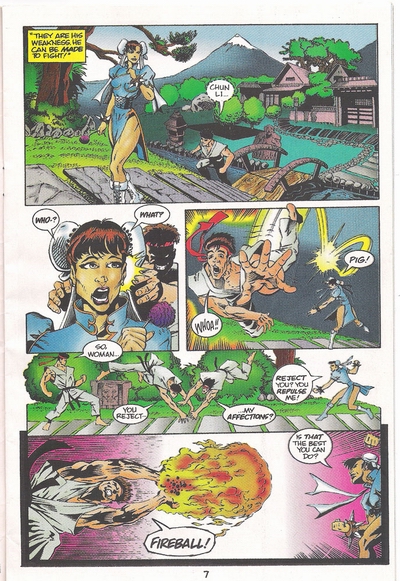 "THEY ARE HIS
WEAKNESS. HE
CAN BE MADE
TO FIGHT!"
CHUN
LI...
WHO-?
WHAT?
SO,
WOMAN...
WHOA!!
PIG!
YOU
REJECT-
...MY
AFFECTIONS?
REJECT
YOU? YOU
REPULSE
ME!
FIREBALL!
IS THAT
THE BEST
YOU CAN
DO?
7